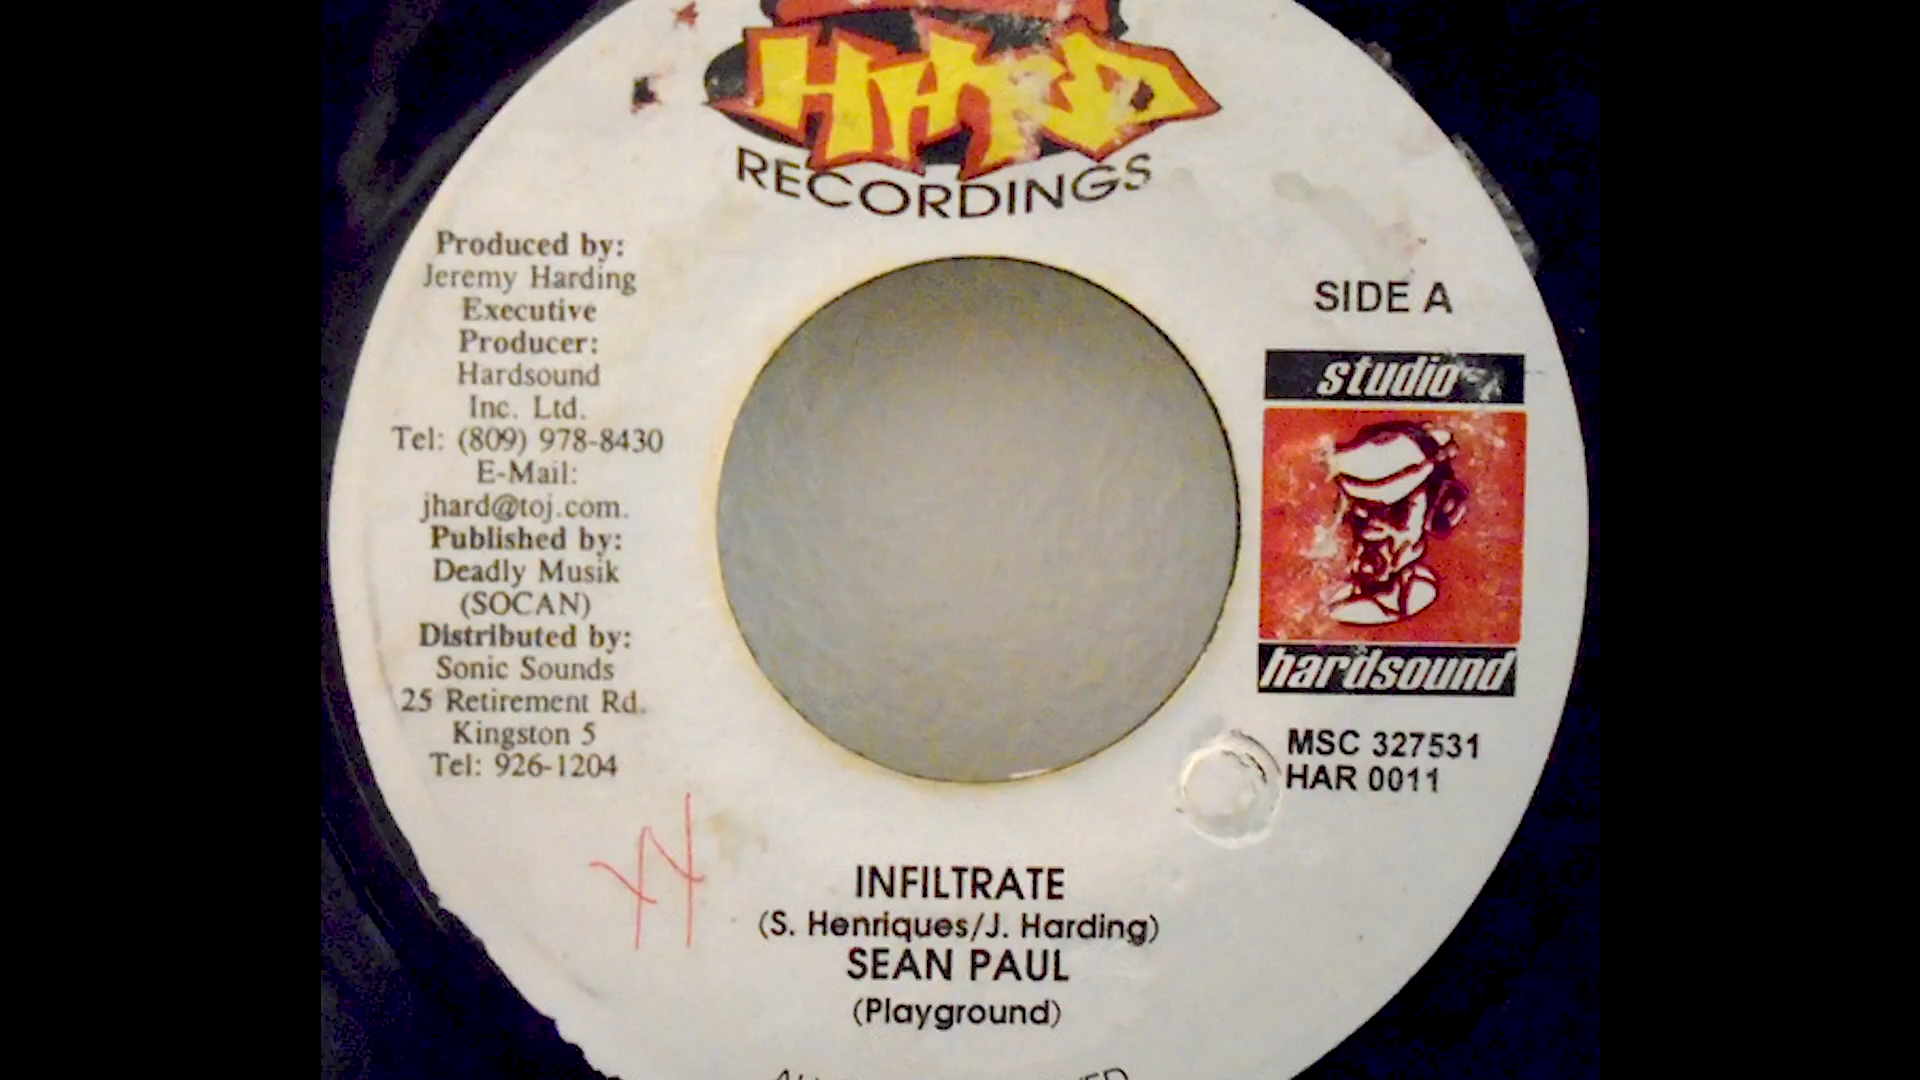 HARD
RECORDINGS
Produced by:
Jeremy Harding
Executive
Producer:
Hardsound
Inc. Ltd.
Tel: (809) 978-8430
E-Mail:
jhard@toj.com.
Published by:
Deadly Musik
(SOCAN)
Distributed by:
Sonic Sounds
25 Retirement Rd.
Kingston 5
Tel: 926-1204
SIDE A
studio
hardsound
MSC 327531
HAR 0011
INFILTRATE
(S. Henriques/J. Harding)
SEAN PAUL
(Playground)